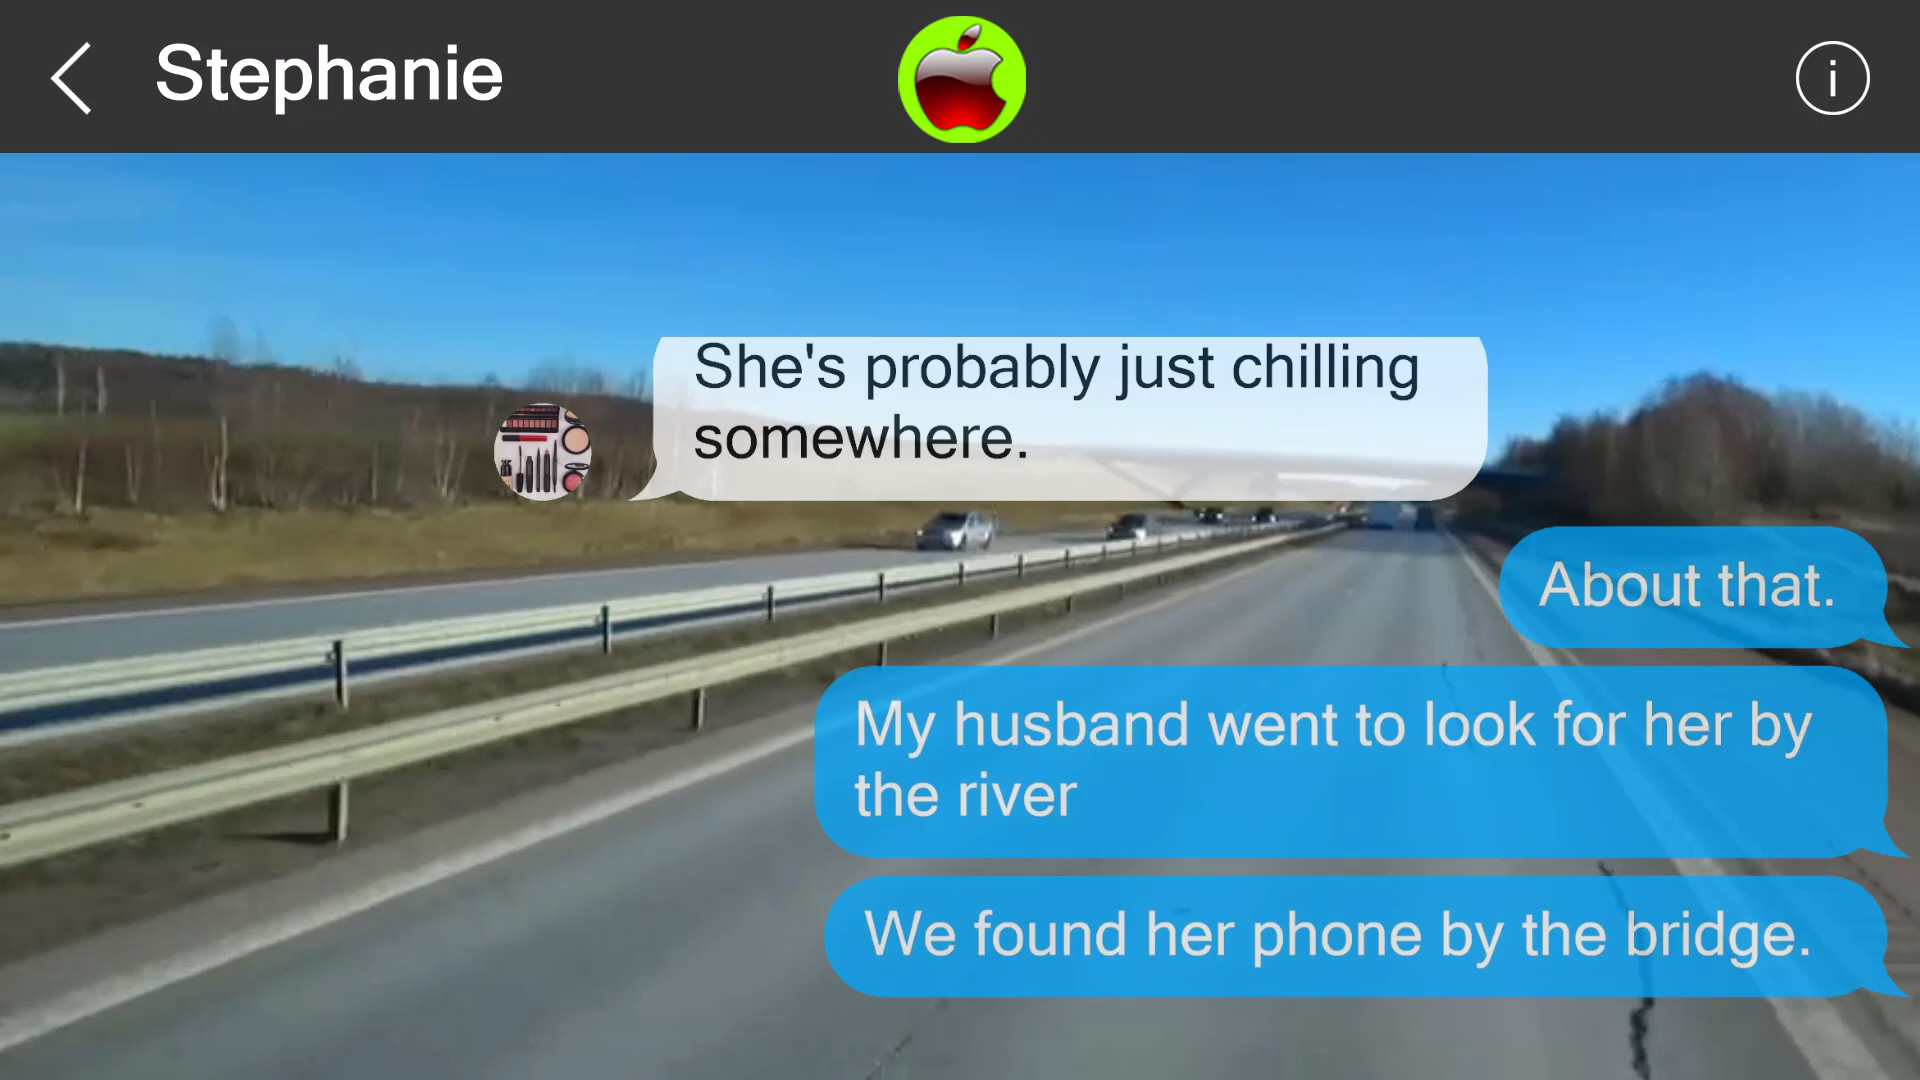 Stephanie
i
She's probably just chilling
somewhere.
About that.
My husband went to look for her by
the river
We found her phone by the bridge.